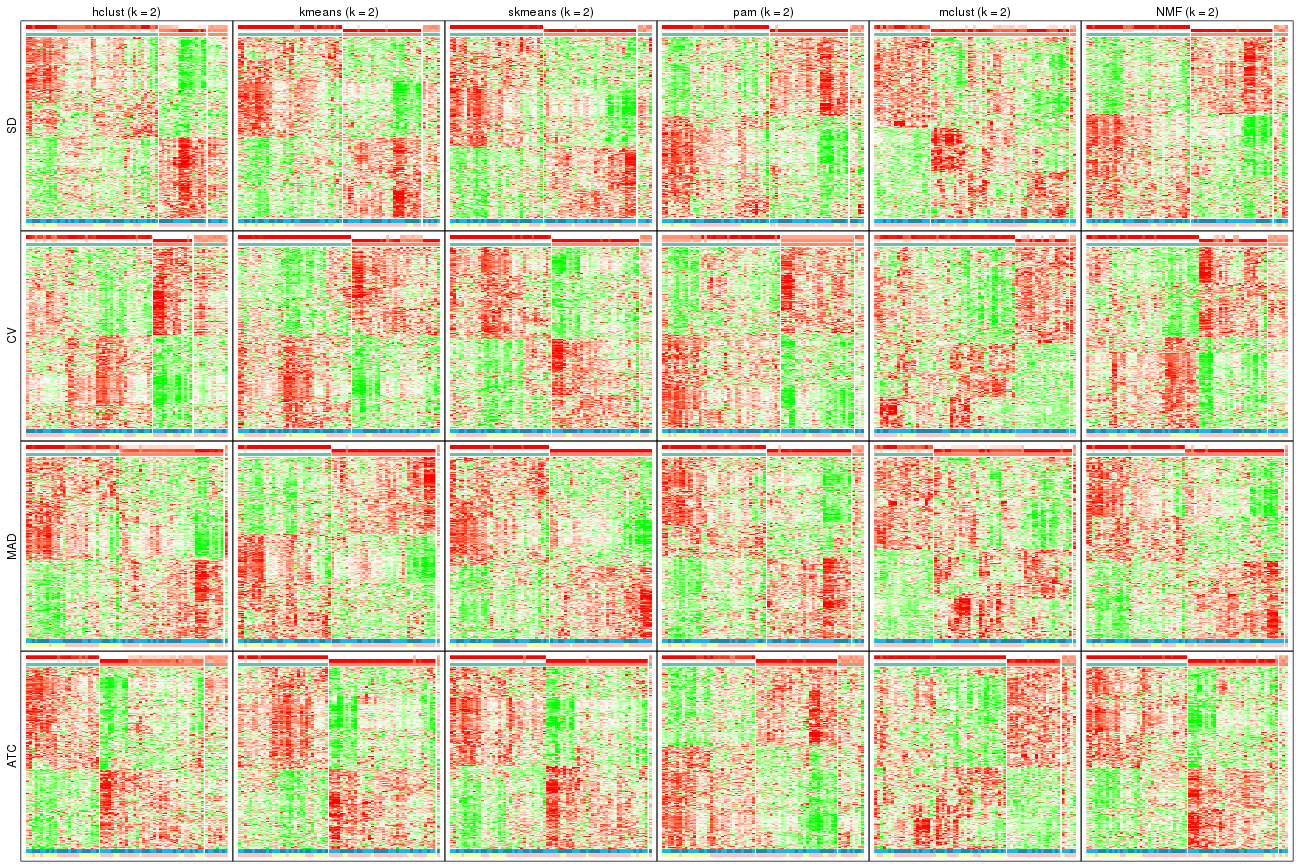 hclust (k = 2) kmeans (k = 2) skmeans (k = 2) pam (k = 2) mclust (k = 2) NMF (k = 2)
SD
CV
MAD
ATC